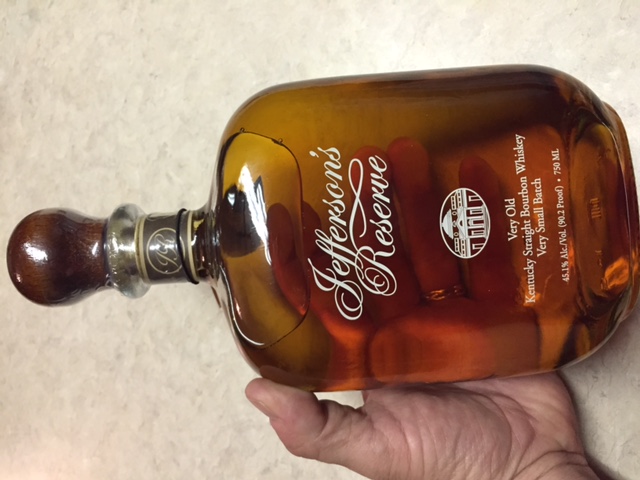 Jefferson's
Reserve
Very Old
Kentucky Straight Bourbon Whiskey
Very Small Batch
45.1% Alc./Vol. (90.2 Proof) • 750 ML